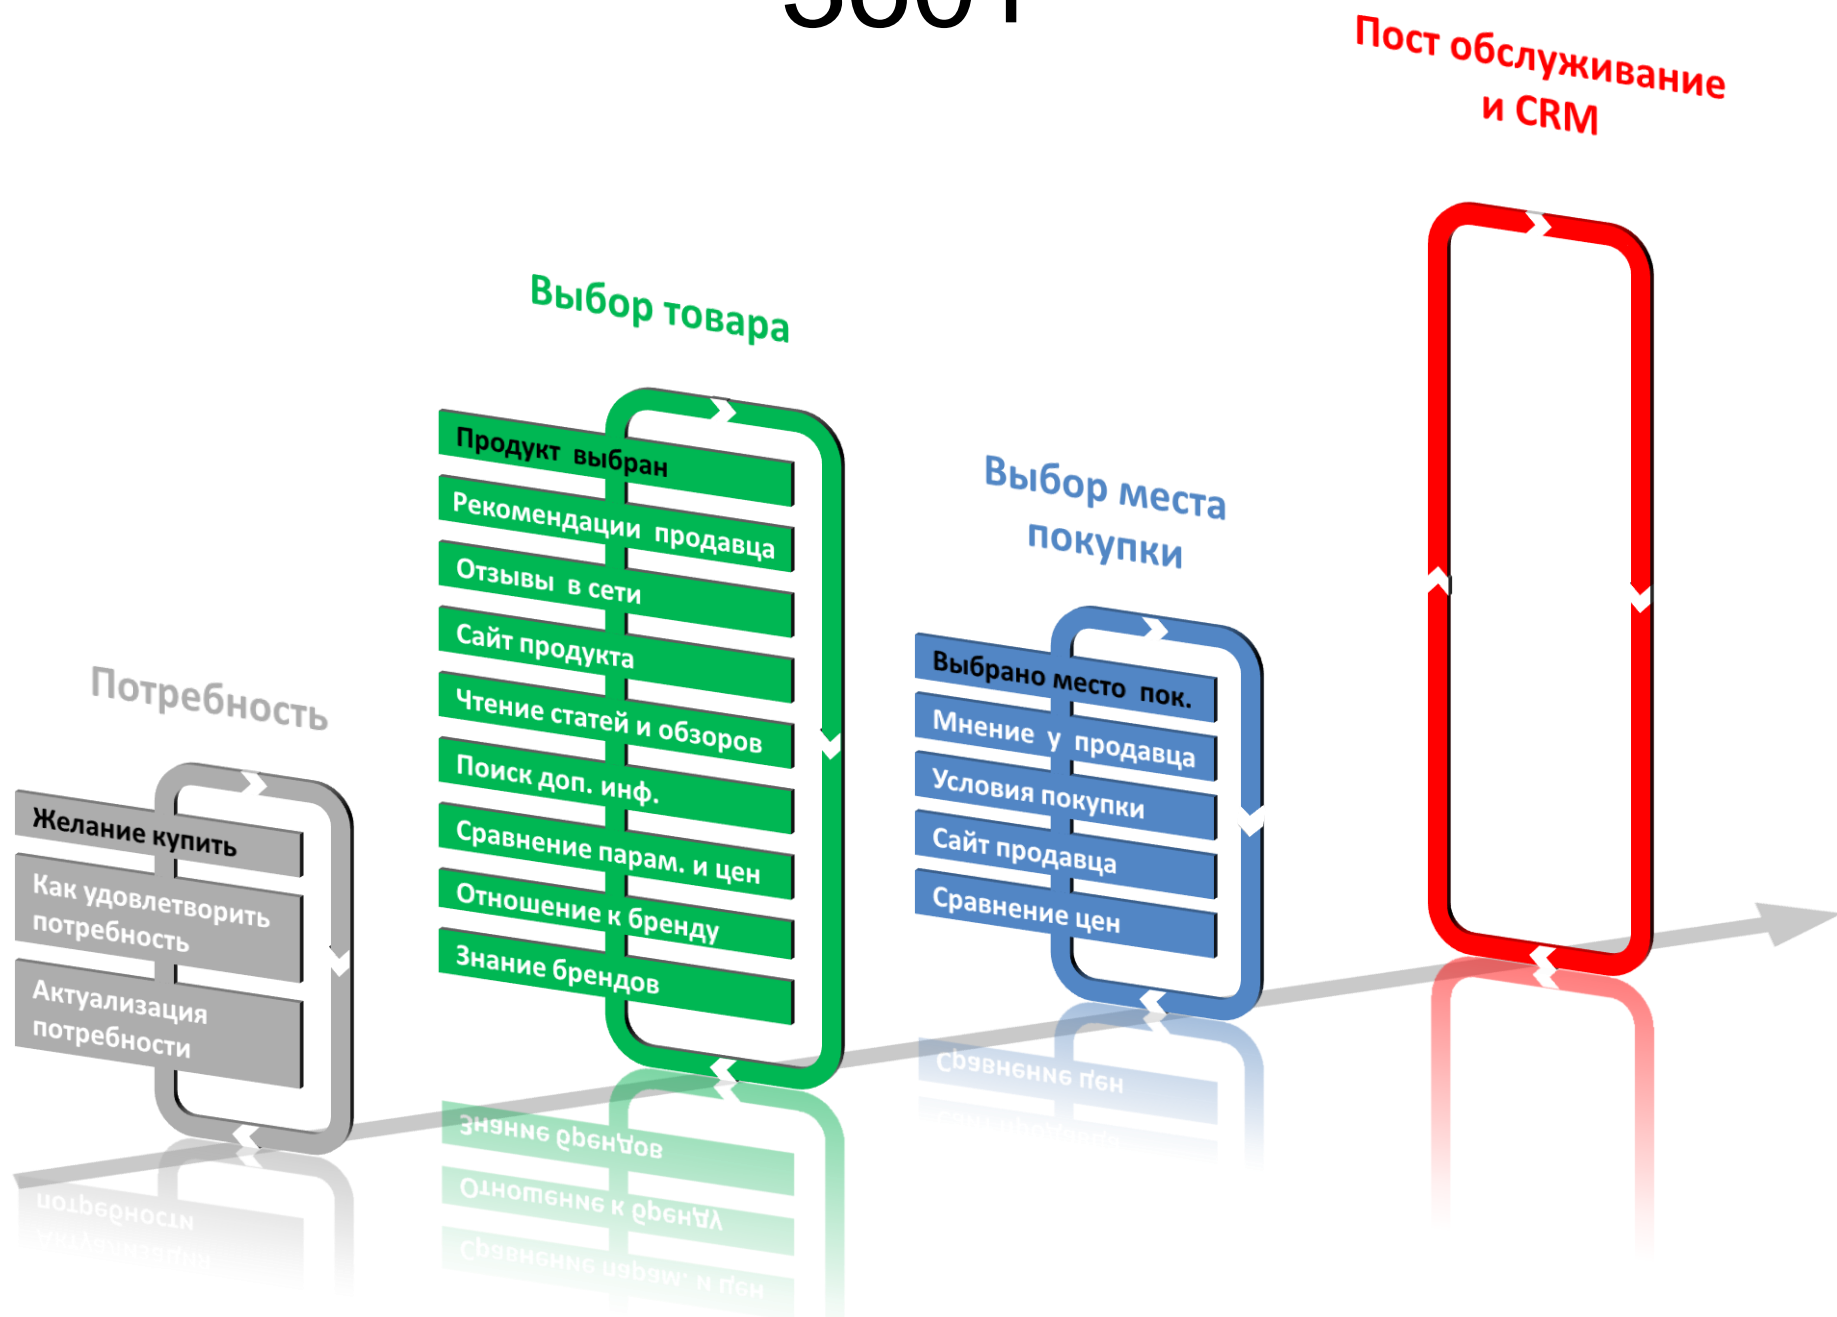 Пост обслуживание
и CRM
Выбор товара
Продукт выбран
Рекомендации продавца
Отзывы в сети
Сайт продукта
Чтение статей и обзоров
Поиск доп. инф.
Сравнение парам. и цен
Отношение к бренду
Знание брендов
Выбор места
покупки
Выбрано место пок.
Мнение у продавца
Условия покупки
Сайт продавца
Сравнение цен
Потребность
Желание купить
Как удовлетворить
потребность
Актуализация
потребности